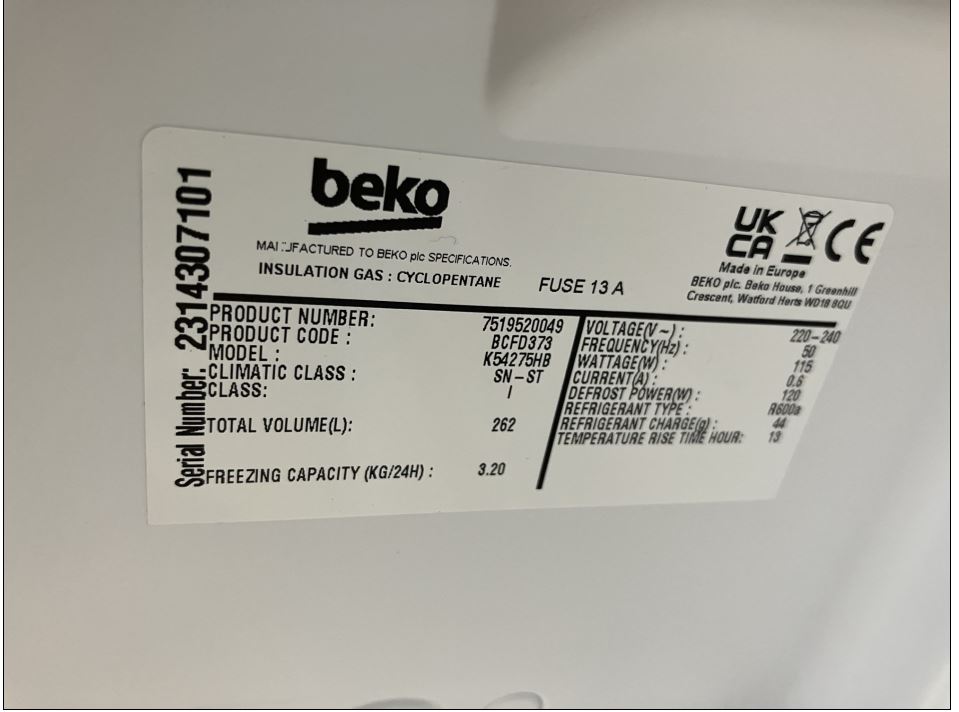 beko
MANUFACTURED TO BEKO plc SPECIFICATIONS.
INSULATION GAS : CYCLOPENTANE
FUSE 13 A
UK
CA
CE
Made in Europe
BEKO plc. Beko House, 1 Greenhill
Crescent, Watford Herts WD18 8QU
Serial Number: 2314307101
PRODUCT NUMBER: 7519520049
PRODUCT CODE : BCFD373
MODEL : K54275HB
CLIMATIC CLASS : SN-ST
CLASS: I
TOTAL VOLUME(L): 262
FREEZING CAPACITY (KG/24H) : 3.20
VOLTAGE(V ~) : 220-240
FREQUENCY(Hz) : 50
WATTAGE(W) : 115
CURRENT(A) : 0.6
DEFROST POWER(W) : 120
REFRIGERANT TYPE : R600a
REFRIGERANT CHARGE(g) : 44
TEMPERATURE RISE TIME HOUR: 13